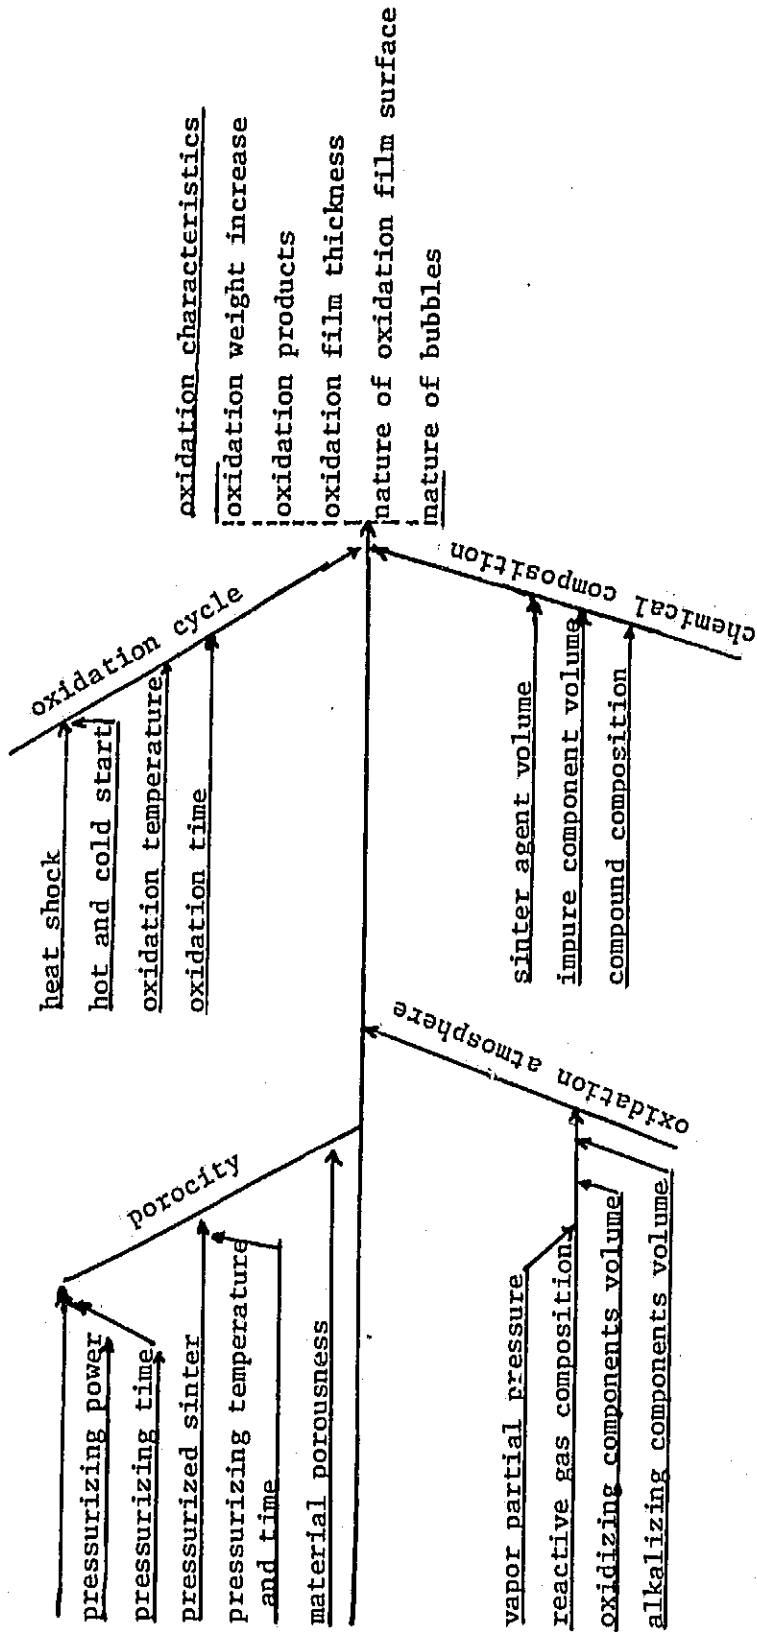 oxidation characteristics
oxidation weight increase
oxidation products
oxidation film thickness
nature of oxidation film surface
nature of bubbles
oxidation cycle
heat shock
hot and cold start
oxidation temperature
oxidation time
chemical composition
sinter agent volume
impure component volume
compound composition
porocity
pressurizing power
pressurizing time
pressurized sinter
pressurizing temperature
and time
material porousness
oxidation atmosphere
vapor partial pressure
reactive gas composition
oxidizing components volume
alkalizing components volume